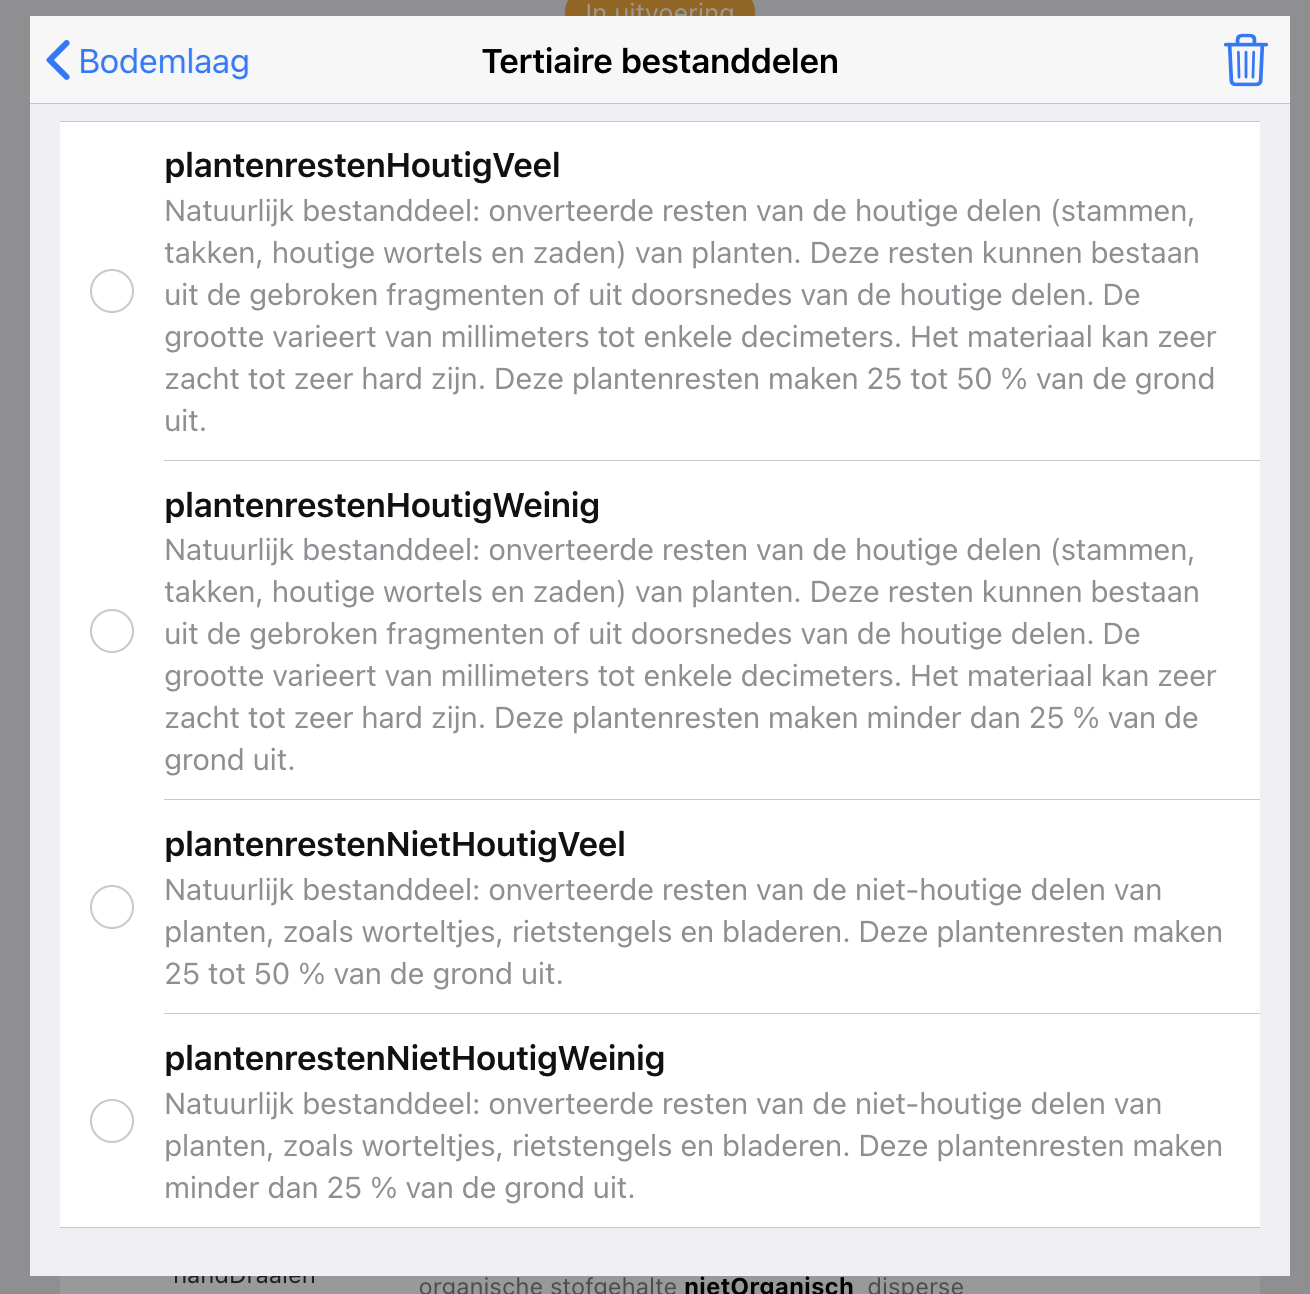 In uitvoering
Bodemlaag
Tertiaire bestanddelen
plantenrestenHoutigVeel
Natuurlijk bestanddeel: onverteerde resten van de houtige delen (stammen,
takken, houtige wortels en zaden) van planten. Deze resten kunnen bestaan
uit de gebroken fragmenten of uit doorsnedes van de houtige delen. De
grootte varieert van millimeters tot enkele decimeters. Het materiaal kan zeer
zacht tot zeer hard zijn. Deze plantenresten maken 25 tot 50 % van de grond
uit.
plantenrestenHoutigWeinig
Natuurlijk bestanddeel: onverteerde resten van de houtige delen (stammen,
takken, houtige wortels en zaden) van planten. Deze resten kunnen bestaan
uit de gebroken fragmenten of uit doorsnedes van de houtige delen. De
grootte varieert van millimeters tot enkele decimeters. Het materiaal kan zeer
zacht tot zeer hard zijn. Deze plantenresten maken minder dan 25 % van de
grond uit.
plantenrestenNietHoutigVeel
Natuurlijk bestanddeel: onverteerde resten van de niet-houtige delen van
planten, zoals worteltjes, rietstengels en bladeren. Deze plantenresten maken
25 tot 50 % van de grond uit.
plantenrestenNietHoutigWeinig
Natuurlijk bestanddeel: onverteerde resten van de niet-houtige delen van
planten, zoals worteltjes, rietstengels en bladeren. Deze plantenresten maken
minder dan 25 % van de grond uit.
organische stofgehalte nietOrganisch disperse